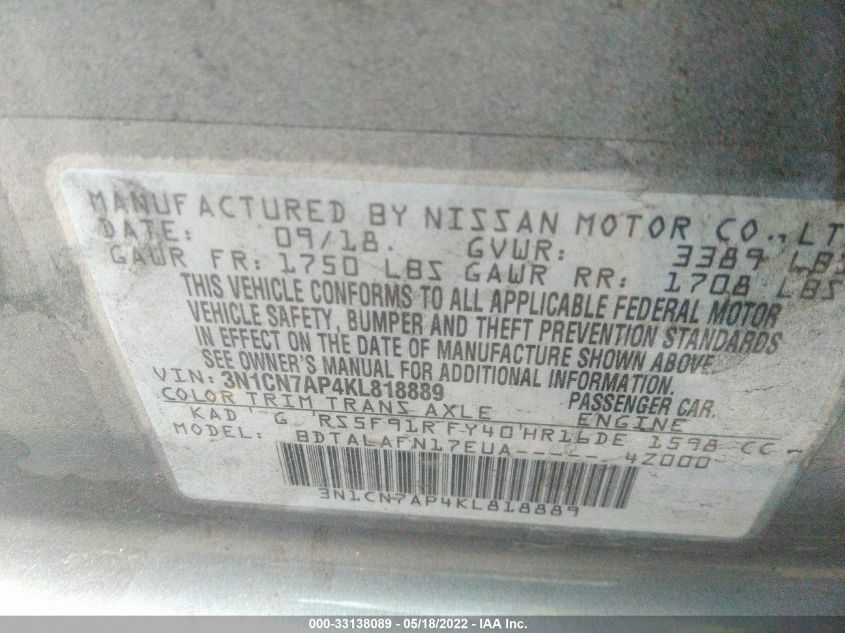 MANUFACTURED BY NISSAN MOTOR CO., LT
DATE: 09/18. GVWR: 3389 LBS
GAWR FR: 1750 LBS GAWR RR: 1708 LBS
THIS VEHICLE CONFORMS TO ALL APPLICABLE FEDERAL MOTOR
VEHICLE SAFETY, BUMPER AND THEFT PREVENTION STANDARDS
IN EFFECT ON THE DATE OF MANUFACTURE SHOWN ABOVE.
SEE OWNER'S MANUAL FOR ADDITIONAL INFORMATION.
VIN: 3N1CN7AP4KL818889 PASSENGER CAR.
COLOR TRIM TRANS AXLE ENGINE
KAD G RS5F91R FY40 HR16DE 1598 CC
MODEL: BDTALAFN17EUA----- 4Z000
3N1CN7AP4KL818889
000-33138089 - 05/18/2022 - IAA Inc.